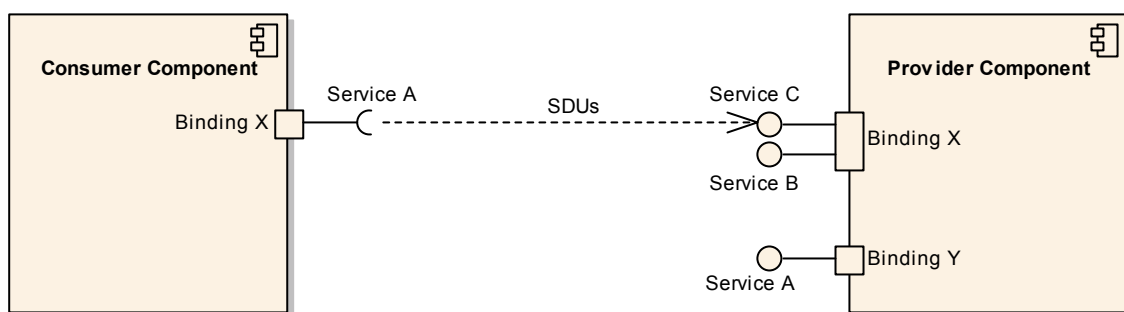 Consumer Component
Provider Component
Service A
SDUs
Service C
Binding X
Binding X
Service B
Binding Y
Service A